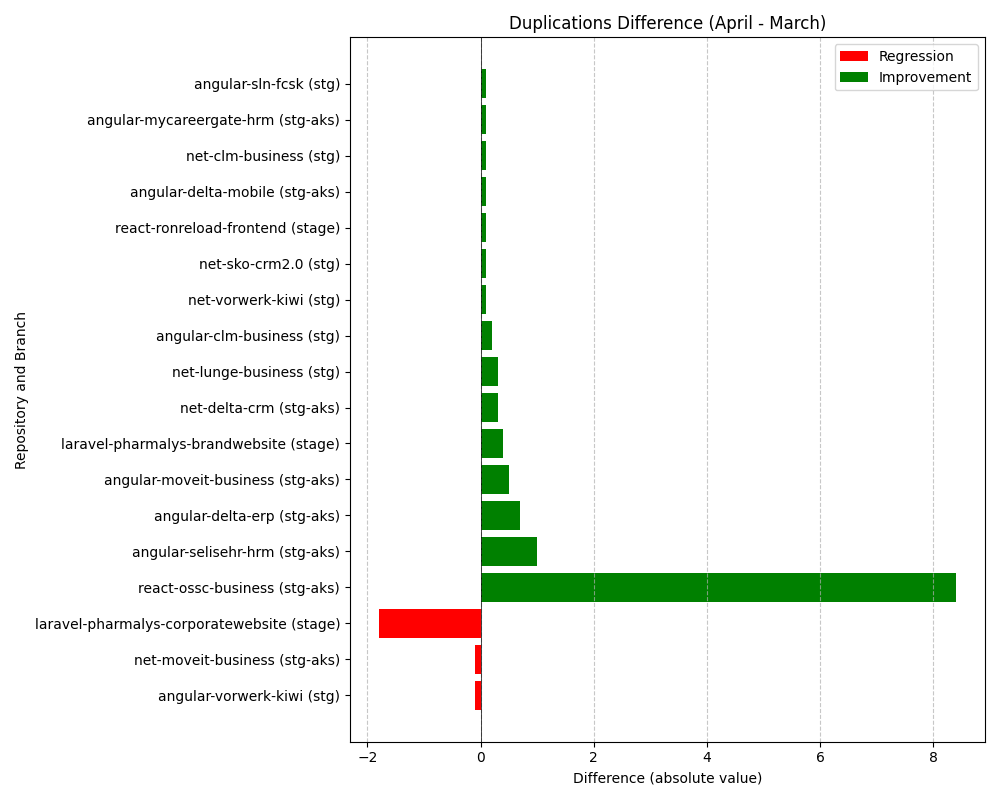 Duplications Difference (April - March)
Regression
Improvement
Repository and Branch
angular-sln-fcsk (stg)
angular-mycareergate-hrm (stg-aks)
net-clm-business (stg)
angular-delta-mobile (stg-aks)
react-ronreload-frontend (stage)
net-sko-crm2.0 (stg)
net-vorwerk-kiwi (stg)
angular-clm-business (stg)
net-lunge-business (stg)
net-delta-crm (stg-aks)
laravel-pharmalys-brandwebsite (stage)
angular-moveit-business (stg-aks)
angular-delta-erp (stg-aks)
angular-selisehr-hrm (stg-aks)
react-ossc-business (stg-aks)
laravel-pharmalys-corporatewebsite (stage)
net-moveit-business (stg-aks)
angular-vorwerk-kiwi (stg)
−2 0 2 4 6 8
Difference (absolute value)